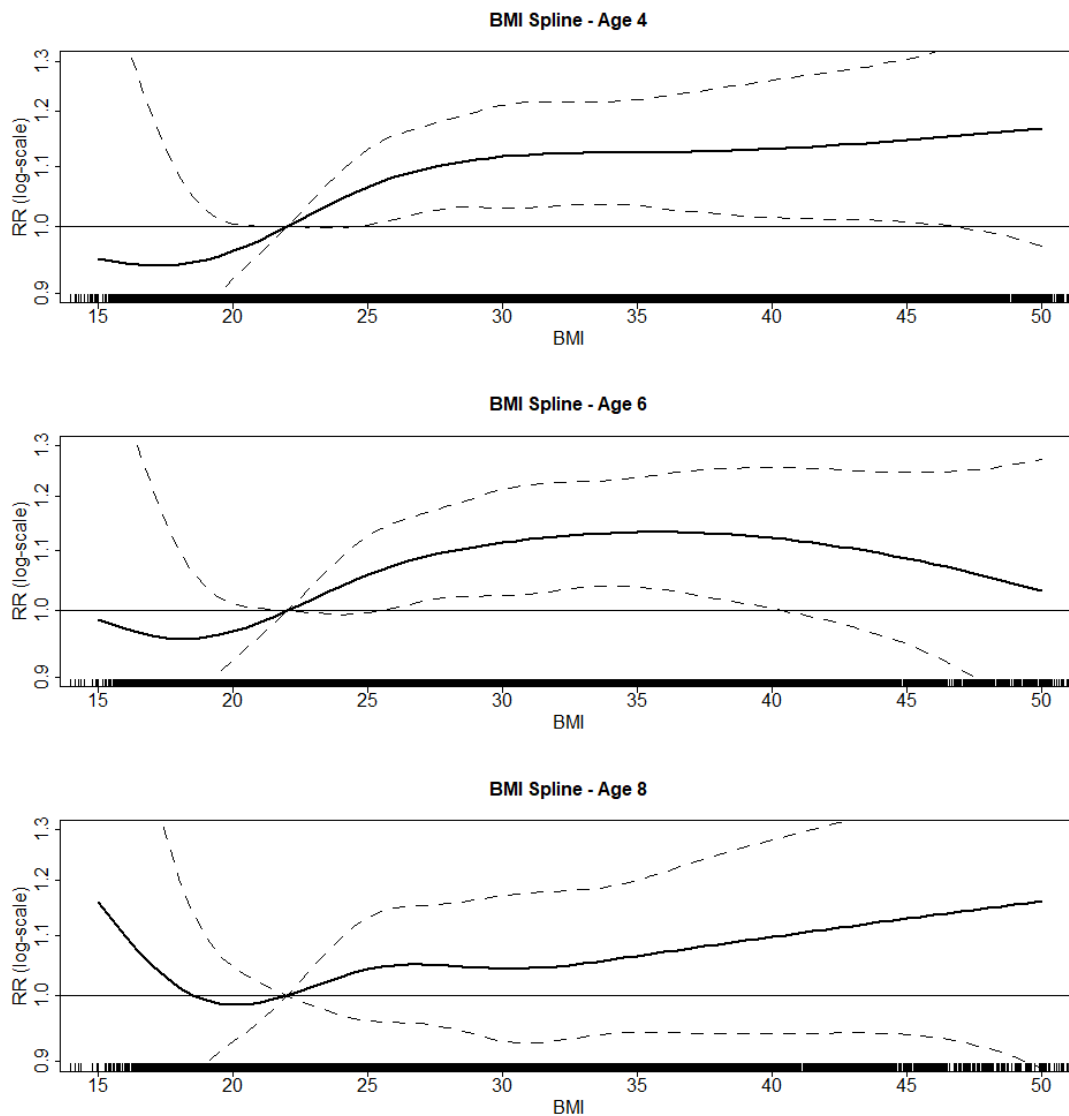 BMI Spline - Age 4
RR (log-scale)
1.3
1.2
1.1
1.0
0.9
15 20 25 30 35 40 45 50
BMI
BMI Spline - Age 6
RR (log-scale)
1.3
1.2
1.1
1.0
0.9
15 20 25 30 35 40 45 50
BMI
BMI Spline - Age 8
RR (log-scale)
1.3
1.2
1.1
1.0
0.9
15 20 25 30 35 40 45 50
BMI